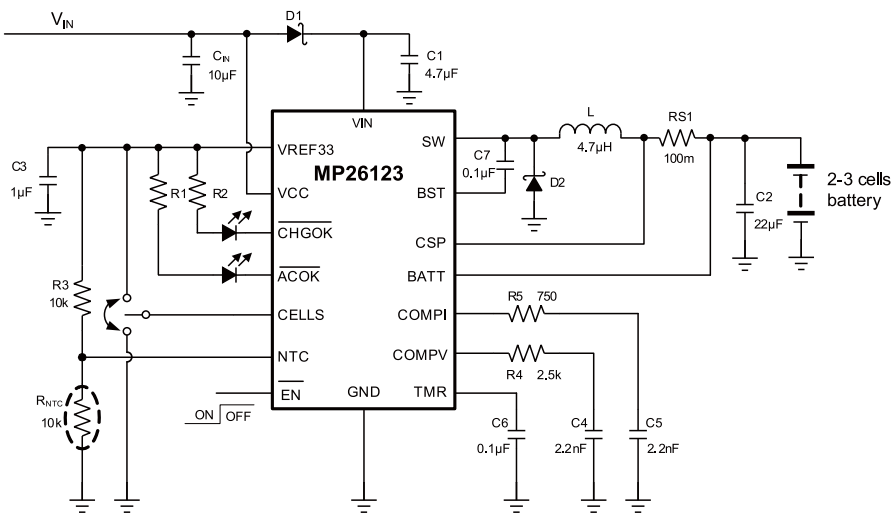 V_IN
D1
C_IN
10µF
C1
4.7µF
VIN
MP26123
VREF33
VCC
CHGOK
ACOK
CELLS
NTC
EN
GND
SW
BST
CSP
BATT
COMPI
COMPV
TMR
C3
1µF
R1
R2
R3
10k
R_NTC
10k
ON
OFF
C7
0.1µF
D2
L
4.7µH
RS1
100m
C2
22µF
2-3 cells
battery
R5 750
R4 2.5k
C6
0.1µF
C4
2.2nF
C5
2.2nF